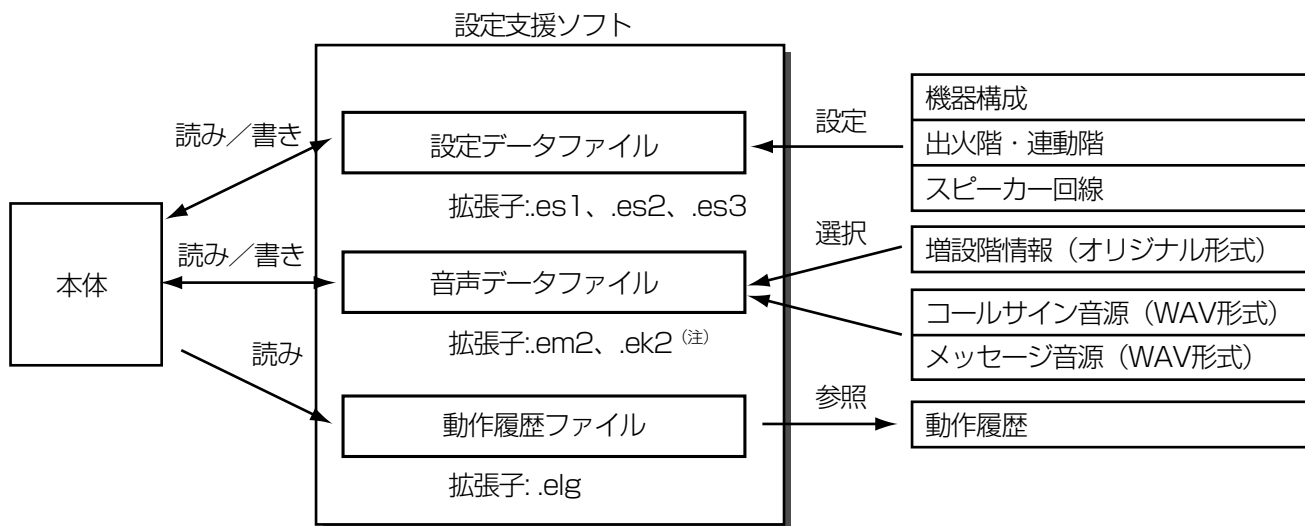 設定支援ソフト
本体
読み／書き
読み／書き
読み
設定データファイル
拡張子:.es1、.es2、.es3
音声データファイル
拡張子:.em2、.ek2 (注)
動作履歴ファイル
拡張子: .elg
設定
選択
参照
機器構成
出火階・連動階
スピーカー回線
増設階情報（オリジナル形式）
コールサイン音源（WAV形式）
メッセージ音源（WAV形式）
動作履歴